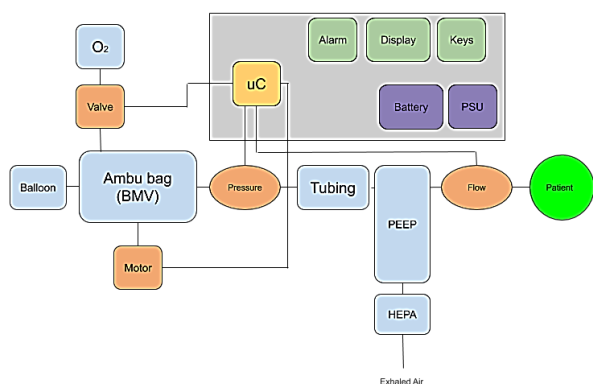 O2
Alarm
Display
Keys
uC
Valve
Battery
PSU
Balloon
Ambu bag
(BMV)
Pressure
Tubing
PEEP
Flow
Patient
Motor
HEPA
Exhaled Air